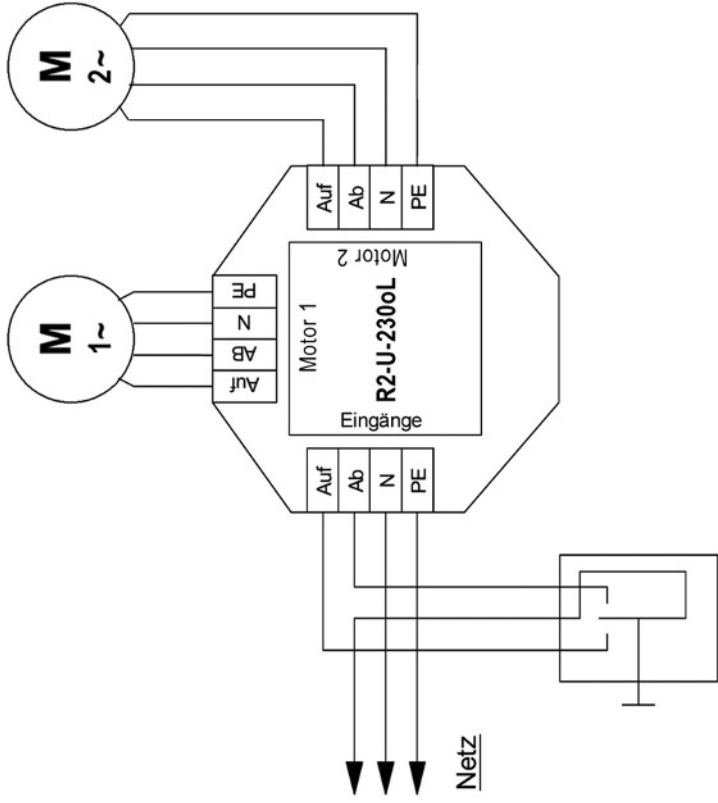 M
2~
M
1~
Auf
Ab
N
PE
PE
N
AB
Auf
Motor 1
Motor 2
R2-U-230oL
Eingänge
Auf
Ab
N
PE
Netz